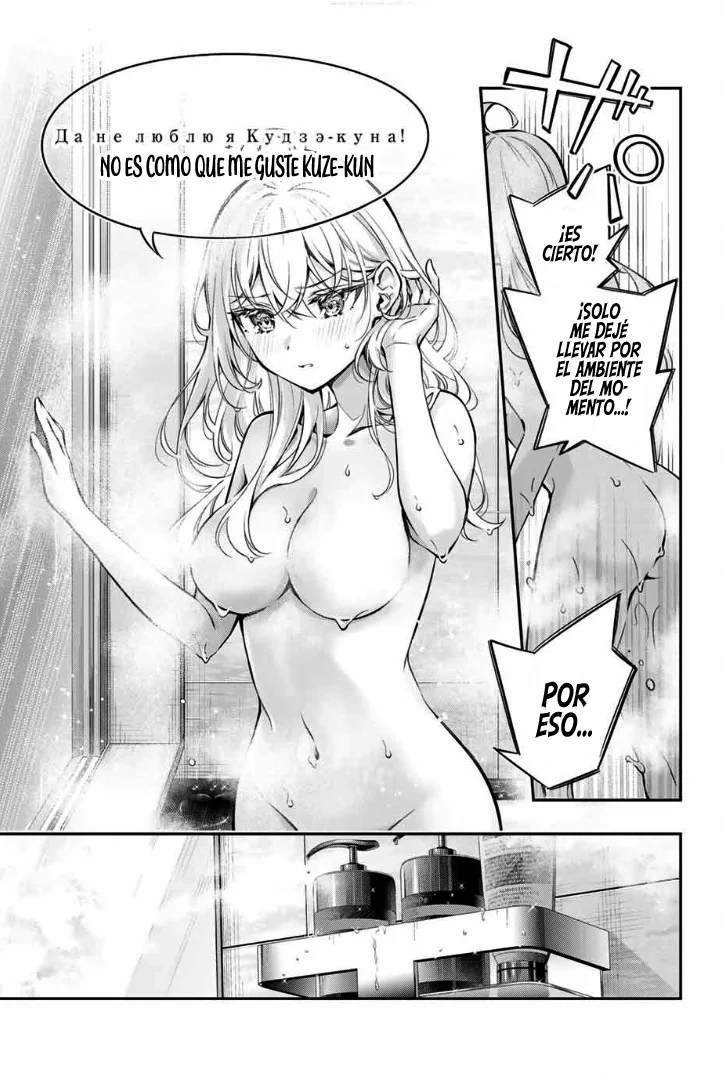 ¡ES
CIERTO!
¡SOLO
ME DEJÉ
LLEVAR POR
EL AMBIENTE
DEL MO-
MENTO...!
POR
ESO...
Да не люблю я Кудзэ-куна!
NO ES COMO QUE ME GUSTE KUZE-KUN